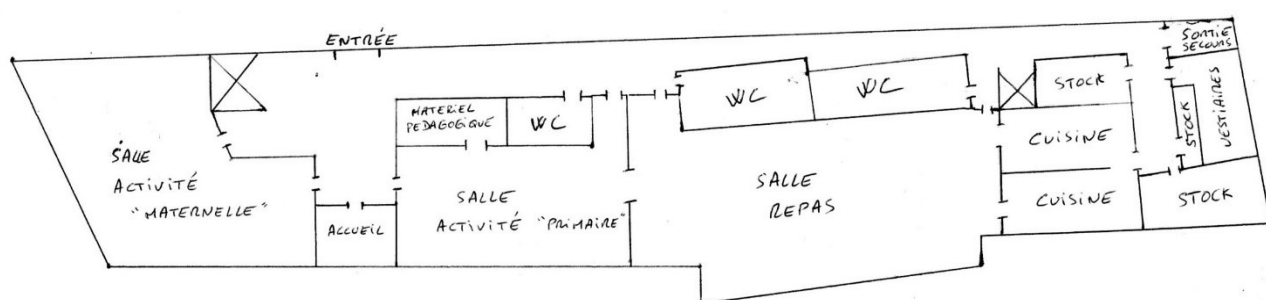 ENTRÉE
SORTIE
SECOURS
MATERIEL
PEDAGOGIQUE
WC
WC
WC
STOCK
STOCK
VESTIAIRES
SALLE
ACTIVITÉ
"MATERNELLE"
ACCUEIL
SALLE
ACTIVITÉ "PRIMAIRE"
SALLE
REPAS
CUISINE
CUISINE
STOCK